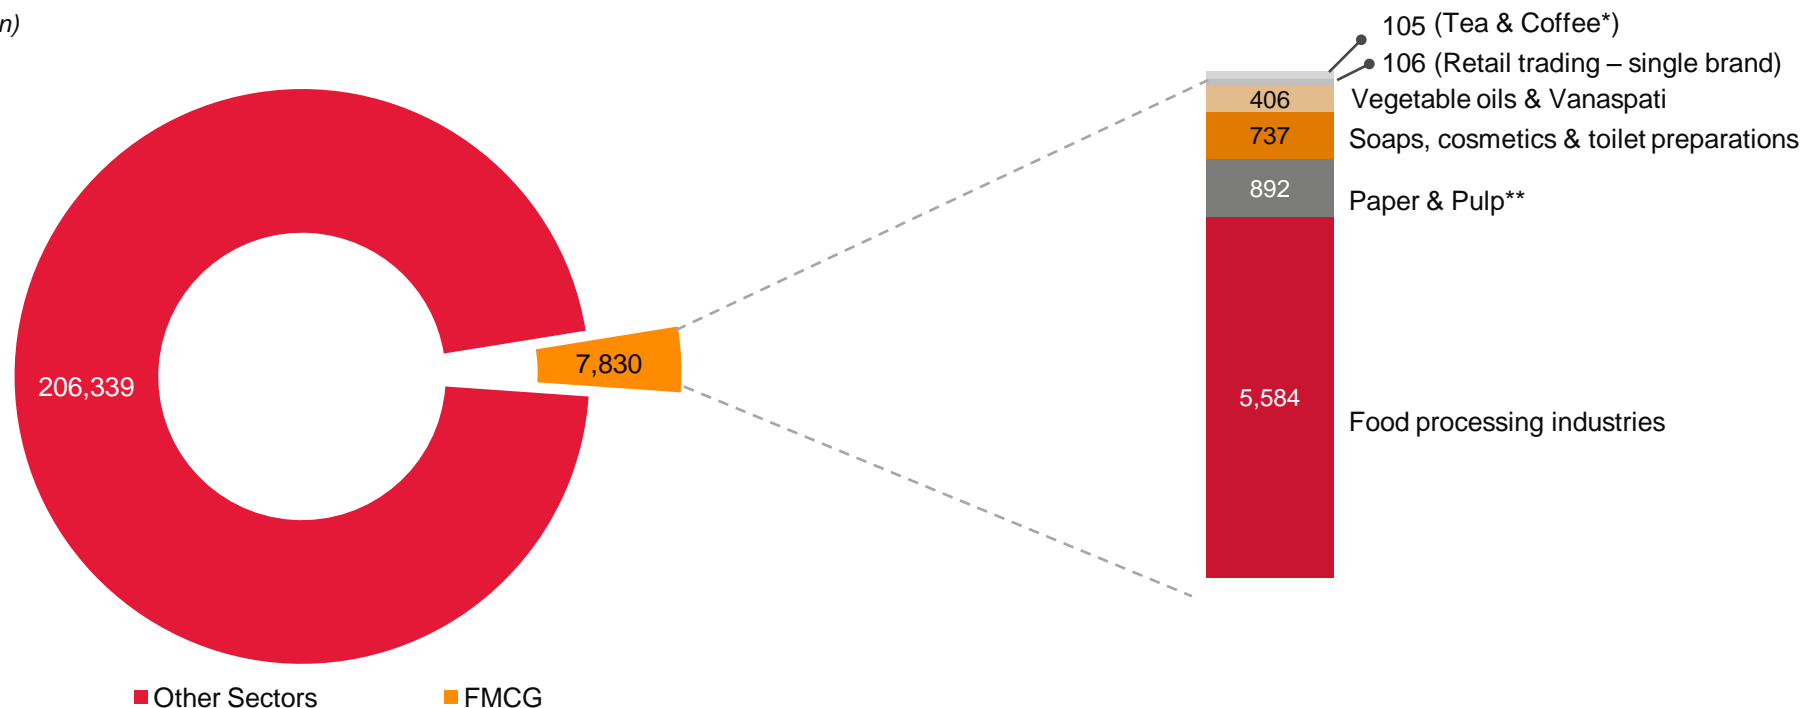 n)
105 (Tea & Coffee*)
106 (Retail trading – single brand)
406 Vegetable oils & Vanaspati
737 Soaps, cosmetics & toilet preparations
892 Paper & Pulp**
7,830
206,339
5,584 Food processing industries
Other Sectors FMCG